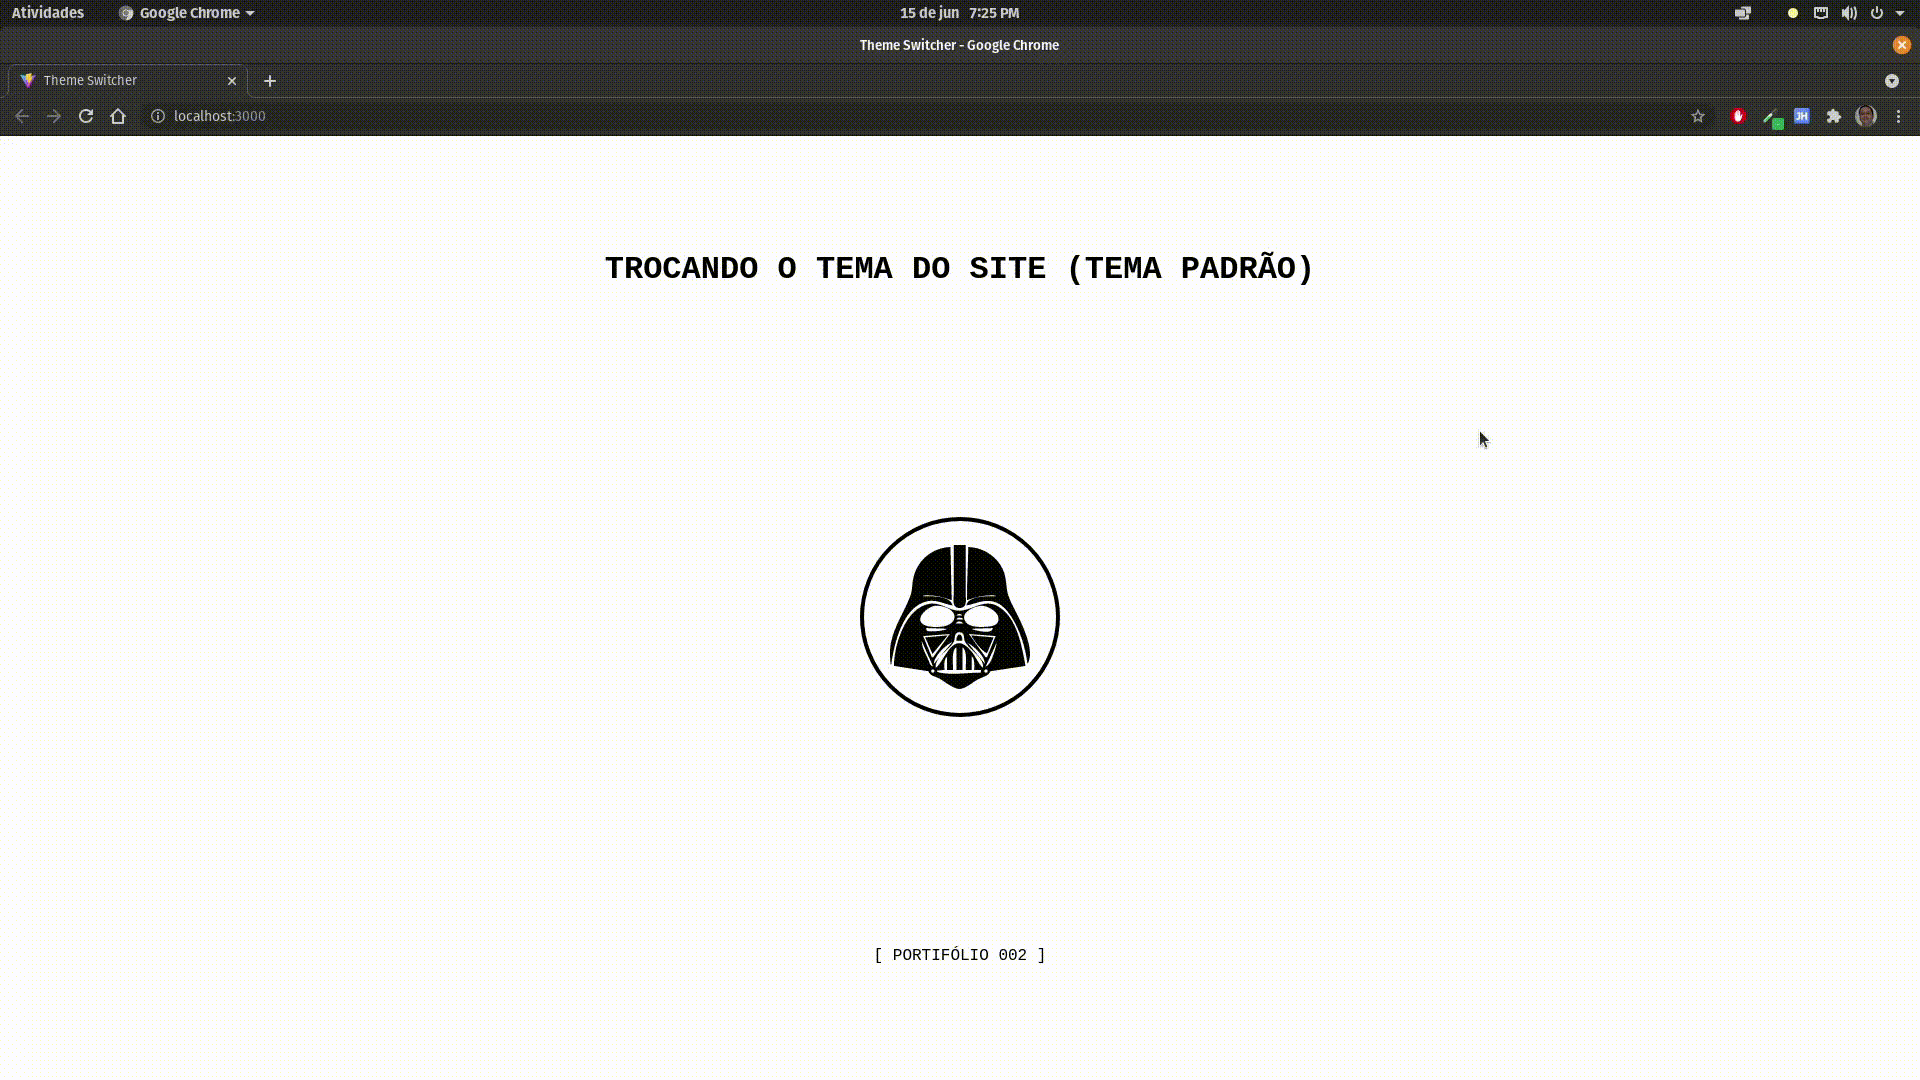 Atividades
Google Chrome
15 de jun 7:25 PM
Theme Switcher - Google Chrome
Theme Switcher
localhost:3000
JH
TROCANDO O TEMA DO SITE (TEMA PADRÃO)
[ PORTIFÓLIO 002 ]